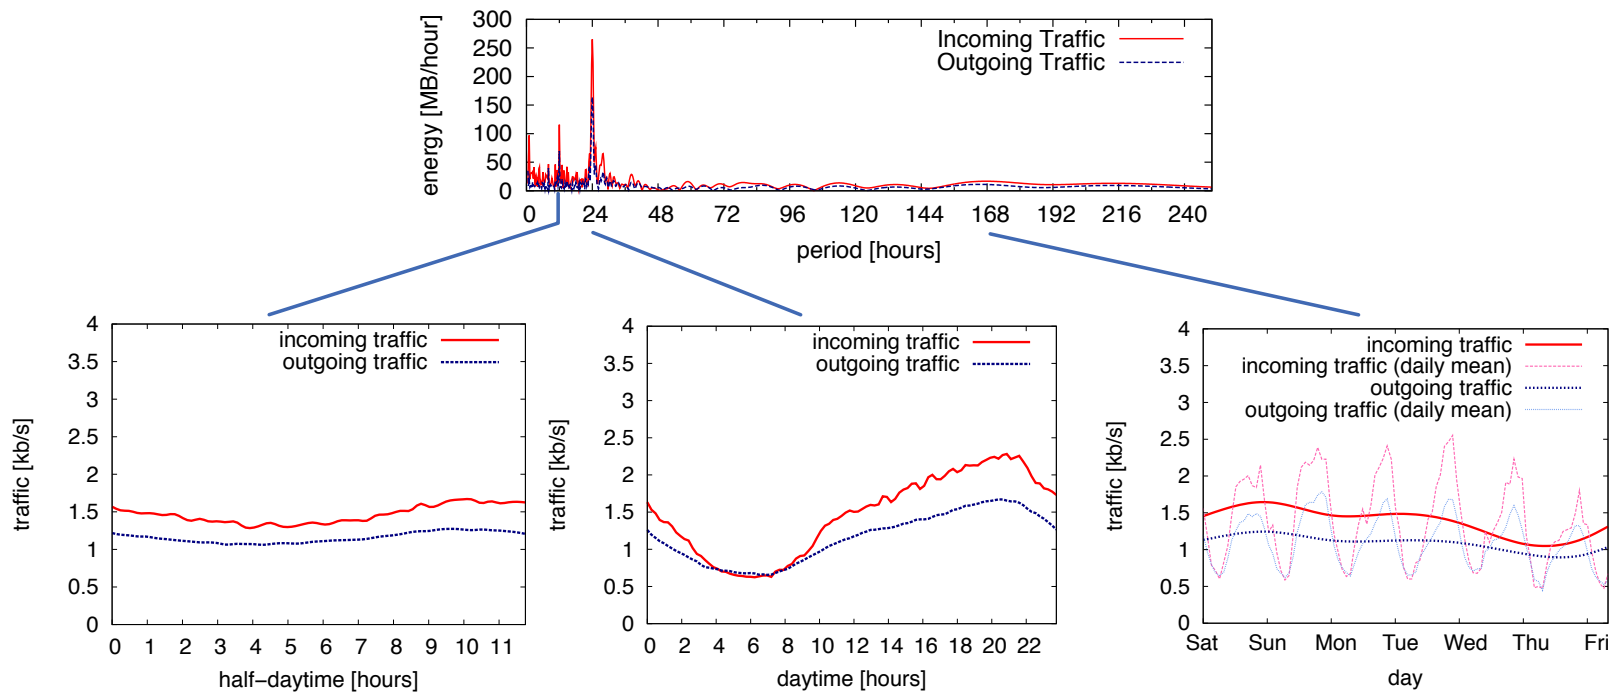 300
250
200
150
100
50
0
energy [MB/hour]
Incoming Traffic
Outgoing Traffic
0 24 48 72 96 120 144 168 192 216 240
period [hours]
4
3.5
3
2.5
2
1.5
1
0.5
0
traffic [kb/s]
incoming traffic
outgoing traffic
0 1 2 3 4 5 6 7 8 9 10 11
half-daytime [hours]
4
3.5
3
2.5
2
1.5
1
0.5
0
traffic [kb/s]
incoming traffic
outgoing traffic
0 2 4 6 8 10 12 14 16 18 20 22
daytime [hours]
4
3.5
3
2.5
2
1.5
1
0.5
0
traffic [kb/s]
incoming traffic
incoming traffic (daily mean)
outgoing traffic
outgoing traffic (daily mean)
Sat Sun Mon Tue Wed Thu Fri
day